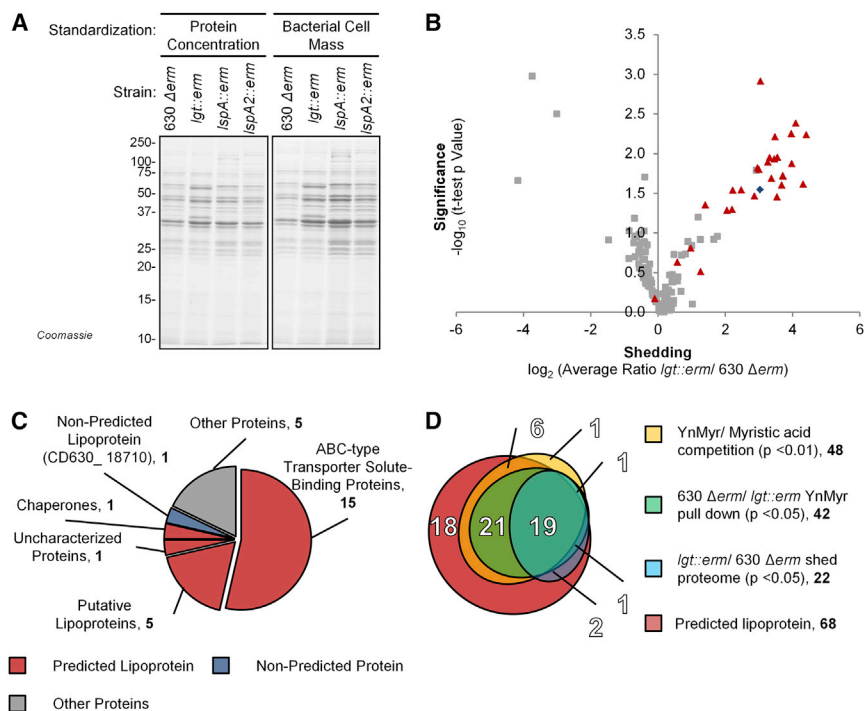 A
Standardization:
Protein Concentration
Bacterial Cell Mass
Strain:
630 Δerm
lgt::erm
lspA::erm
lspA2::erm
630 Δerm
lgt::erm
lspA::erm
lspA2::erm
250-
100-
75-
50-
37-
25-
20-
15-
10-
Coomassie
B
3.5
3.0
2.5
2.0
1.5
1.0
0.5
0.0
Significance
-log10 (t-test p Value)
-6
-4
-2
0
2
4
6
Shedding
log2 (Average Ratio lgt::erm/ 630 Δerm)
C
Non-Predicted
Lipoprotein
(CD630_ 18710), 1
Other Proteins, 5
ABC-type
Transporter Solute-
Binding Proteins,
15
Chaperones, 1
Uncharacterized
Proteins, 1
Putative
Lipoproteins, 5
Predicted Lipoprotein
Non-Predicted Protein
Other Proteins
D
6
1
1
18
21
19
1
2
YnMyr/ Myristic acid
competition (p <0.01), 48
630 Δerm/ lgt::erm YnMyr
pull down (p <0.05), 42
lgt::erm/ 630 Δerm shed
proteome (p <0.05), 22
Predicted lipoprotein, 68